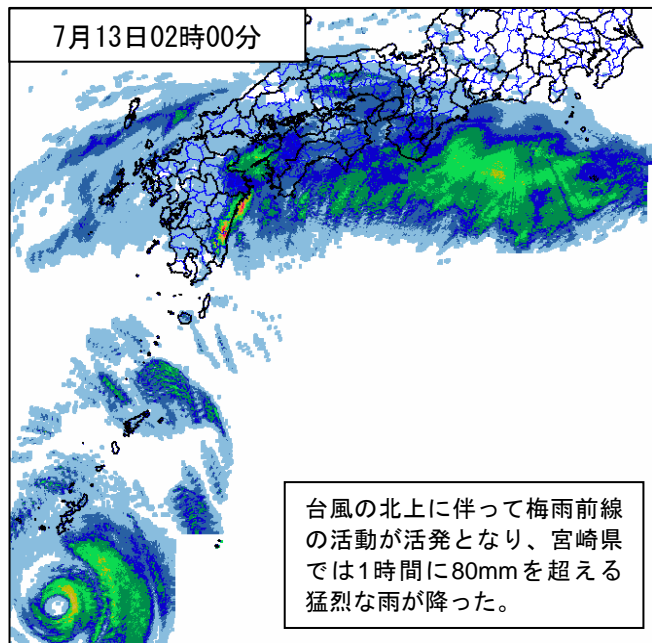 7月13日02時00分
台風の北上に伴って梅雨前線
の活動が活発となり、宮崎県
では1時間に80mmを超える
猛烈な雨が降った。